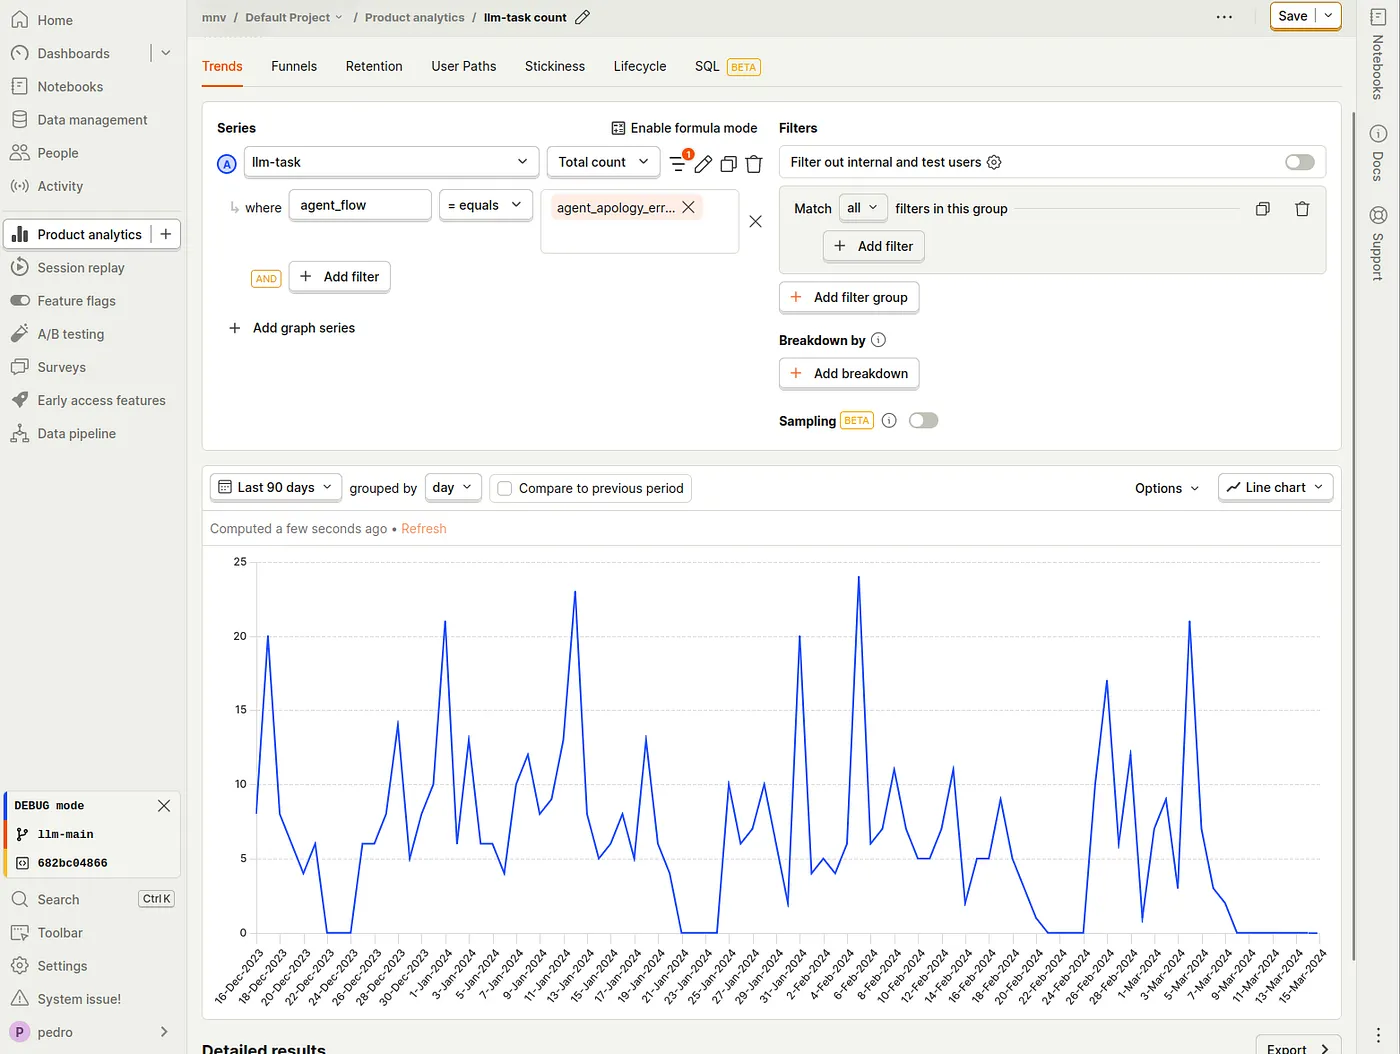 Home
Dashboards
Notebooks
Data management
People
Activity
Product analytics
Session replay
Feature flags
A/B testing
Surveys
Early access features
Data pipeline
DEBUG mode
llm-main
682bc04866
Search Ctrl K
Toolbar
Settings
System issue!
P pedro
mnv / Default Project / Product analytics / llm-task count
Save
Trends Funnels Retention User Paths Stickiness Lifecycle SQL BETA
Series
Enable formula mode
A llm-task Total count 1
where agent_flow = equals agent_apology_err...
AND Add filter
Add graph series
Filters
Filter out internal and test users
Match all filters in this group
Add filter
Add filter group
Breakdown by
Add breakdown
Sampling BETA
Last 90 days grouped by day Compare to previous period Options Line chart
Computed a few seconds ago • Refresh
25
20
15
10
5
0
16-Dec-2023
18-Dec-2023
20-Dec-2023
22-Dec-2023
24-Dec-2023
26-Dec-2023
28-Dec-2023
30-Dec-2023
1-Jan-2024
3-Jan-2024
5-Jan-2024
7-Jan-2024
9-Jan-2024
11-Jan-2024
13-Jan-2024
15-Jan-2024
17-Jan-2024
19-Jan-2024
21-Jan-2024
23-Jan-2024
25-Jan-2024
27-Jan-2024
29-Jan-2024
31-Jan-2024
2-Feb-2024
4-Feb-2024
6-Feb-2024
8-Feb-2024
10-Feb-2024
12-Feb-2024
14-Feb-2024
16-Feb-2024
18-Feb-2024
20-Feb-2024
22-Feb-2024
24-Feb-2024
26-Feb-2024
28-Feb-2024
1-Mar-2024
3-Mar-2024
5-Mar-2024
7-Mar-2024
9-Mar-2024
11-Mar-2024
13-Mar-2024
15-Mar-2024
Detailed results
Export
Notebooks
Docs
Support